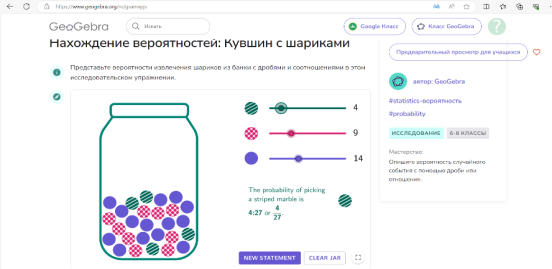 https://www.geogebra.org/m/gxwnxypv
GeoGebra
Искать
Google Класс
Класс GeoGebra
?
Нахождение вероятностей: Кувшин с шариками
Представьте вероятности извлечения шариков из банки с дробями и соотношениями в этом
исследовательском упражнении.
4
9
14
The probability of picking
a striped marble is
4:27 or 4/27.
NEW STATEMENT
CLEAR JAR
Предварительный просмотр для учащихся
автор: GeoGebra
#statistics-вероятность
#probability
ИССЛЕДОВАНИЕ
6-8 КЛАССЫ
Мастерство:
Опишите вероятность случайного
события с помощью дроби или
отношения.